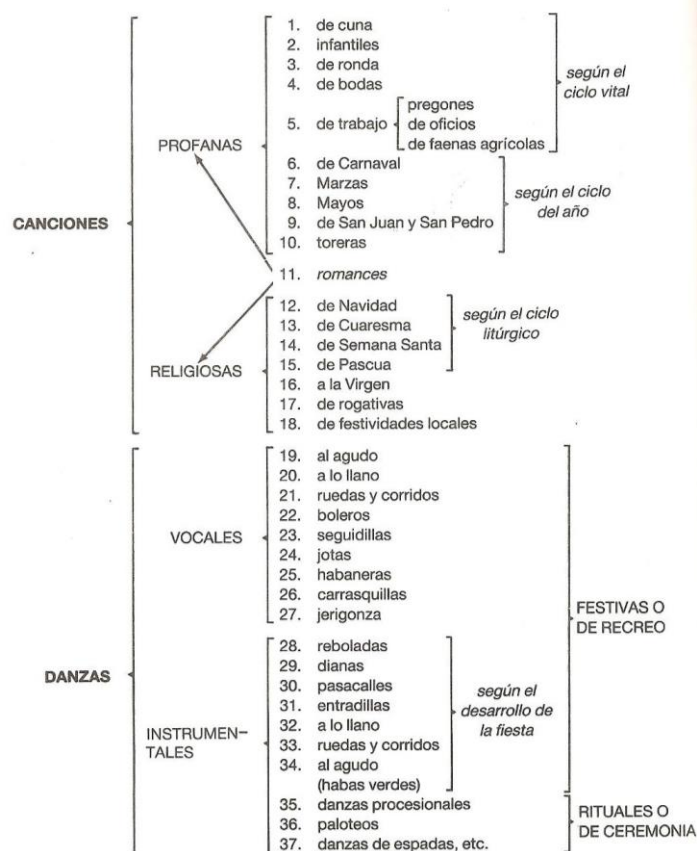 CANCIONES
PROFANAS
1. de cuna
2. infantiles
3. de ronda
4. de bodas
5. de trabajo
pregones
de oficios
de faenas agrícolas
según el
ciclo vital
6. de Carnaval
7. Marzas
8. Mayos
9. de San Juan y San Pedro
10. toreras
según el ciclo
del año
11. romances
RELIGIOSAS
12. de Navidad
13. de Cuaresma
14. de Semana Santa
15. de Pascua
según el ciclo
litúrgico
16. a la Virgen
17. de rogativas
18. de festividades locales
DANZAS
VOCALES
19. al agudo
20. a lo llano
21. ruedas y corridos
22. boleros
23. seguidillas
24. jotas
25. habaneras
26. carrasquillas
27. jerigonza
INSTRUMEN-
TALES
28. reboladas
29. dianas
30. pasacalles
31. entradillas
32. a lo llano
33. ruedas y corridos
34. al agudo
(habas verdes)
según el
desarrollo de
la fiesta
FESTIVAS O
DE RECREO
35. danzas procesionales
36. paloteos
37. danzas de espadas, etc.
RITUALES O
DE CEREMONIA